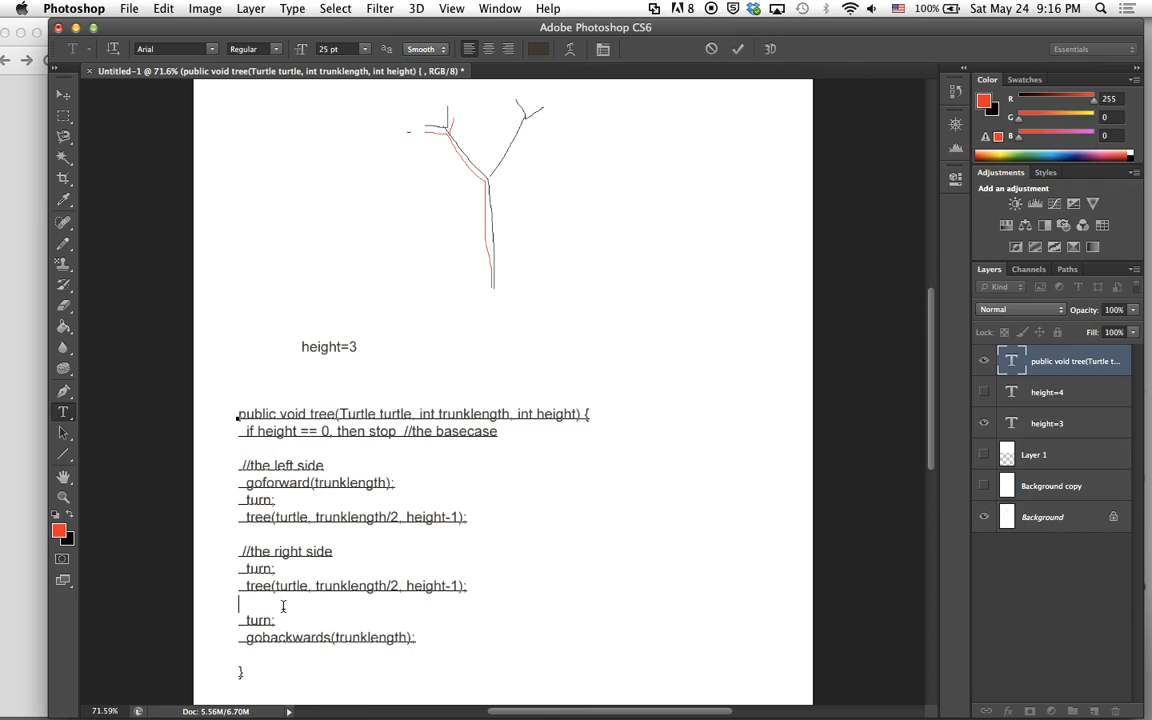 Photoshop File Edit Image Layer Type Select Filter 3D View Window Help 8 100% Sat May 24 9:16 PM
Adobe Photoshop CS6
Arial Regular 25 pt Smooth 3D Essentials
× Untitled-1 @ 71.6% (public void tree(Turtle turtle, int trunklength, int height) { , RGB/8) *
Color Swatches
R 255
G 0
B 0
Adjustments Styles
Add an adjustment
Layers Channels Paths
Kind
Normal Opacity: 100%
Lock: Fill: 100%
public void tree(Turtle t...
height=4
height=3
Layer 1
Background copy
Background
height=3
public void tree(Turtle turtle, int trunklength, int height) {
if height == 0, then stop //the basecase
//the left side
goforward(trunklength);
turn;
tree(turtle, trunklength/2, height-1);
//the right side
turn;
tree(turtle, trunklength/2, height-1);
turn;
gobackwards(trunklength);
}
71.59% Doc: 5.56M/6.70M